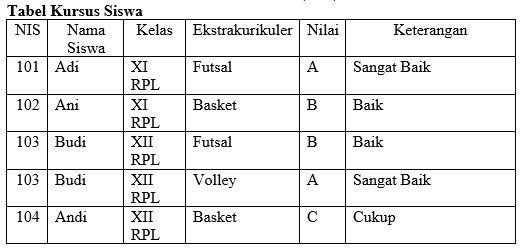 Tabel Kursus Siswa
NIS Nama Siswa Kelas Ekstrakurikuler Nilai Keterangan
101 Adi XI RPL Futsal A Sangat Baik
102 Ani XI RPL Basket B Baik
103 Budi XII RPL Futsal B Baik
103 Budi XII RPL Volley A Sangat Baik
104 Andi XII RPL Basket C Cukup